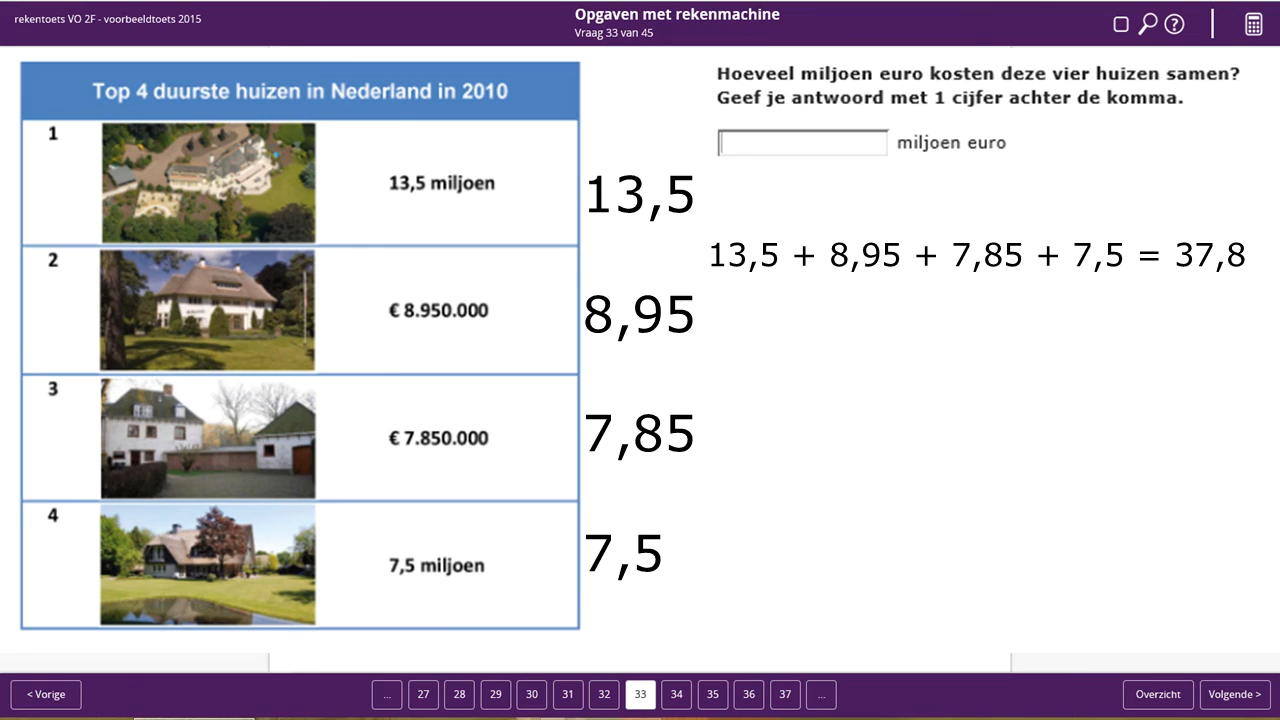 rekentoets VO 2F - voorbeeldtoets 2015
Opgaven met rekenmachine
Vraag 33 van 45
?
Top 4 duurste huizen in Nederland in 2010
1
13,5 miljoen
2
€ 8.950.000
3
€ 7.850.000
4
7,5 miljoen
13,5
8,95
7,85
7,5
Hoeveel miljoen euro kosten deze vier huizen samen?
Geef je antwoord met 1 cijfer achter de komma.
miljoen euro
13,5 + 8,95 + 7,85 + 7,5 = 37,8
< Vorige
... 27 28 29 30 31 32 33 34 35 36 37 ...
Overzicht
Volgende >